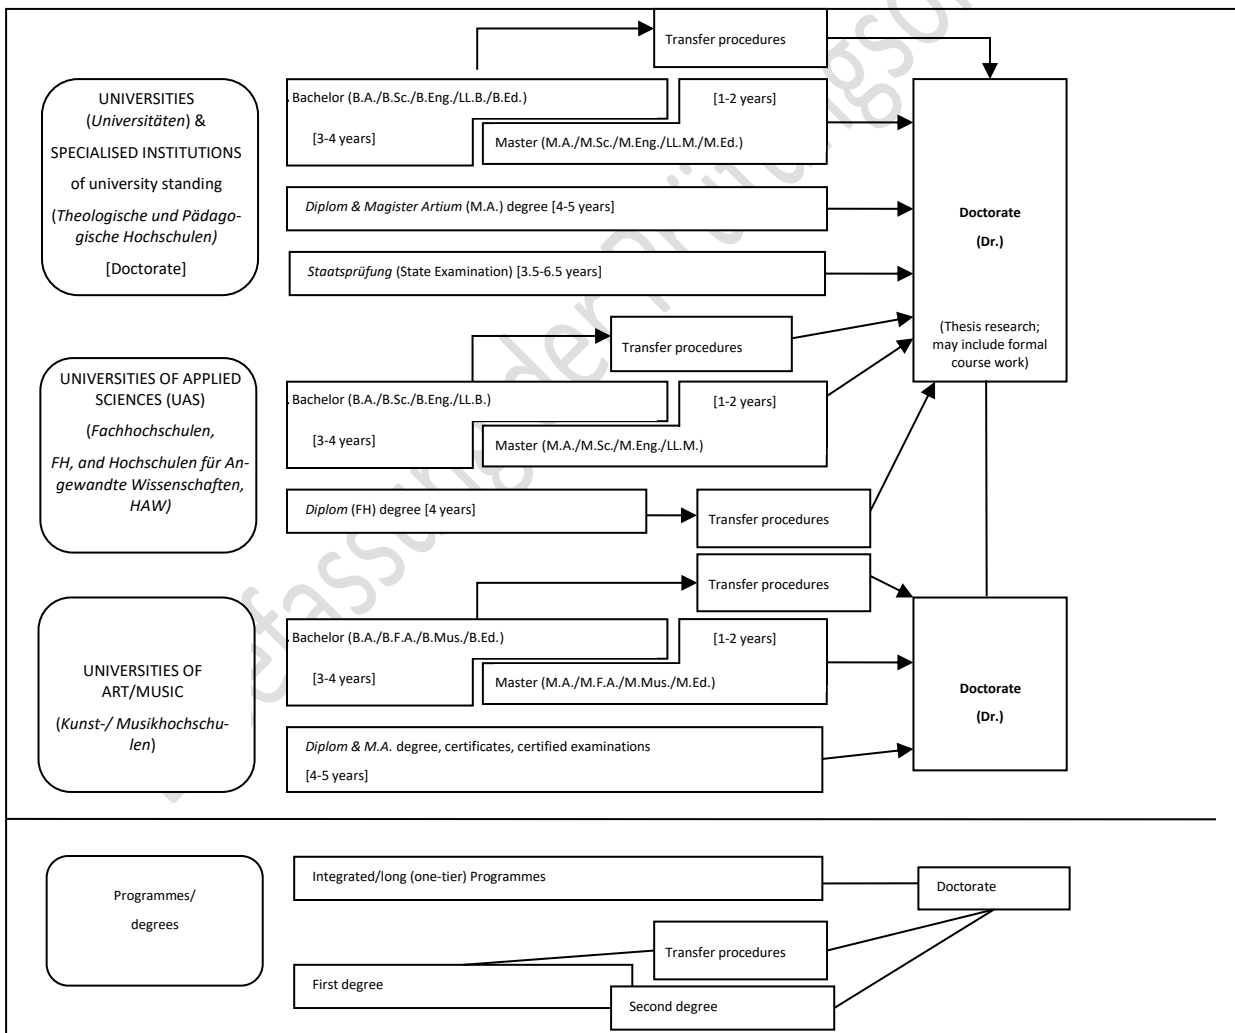 Transfer procedures
UNIVERSITIES
(Universitäten) &
SPECIALISED INSTITUTIONS
of university standing
(Theologische und Pädago-
gische Hochschulen)
[Doctorate]
Bachelor (B.A./B.Sc./B.Eng./LL.B./B.Ed.)
[3-4 years]
[1-2 years]
Master (M.A./M.Sc./M.Eng./LL.M./M.Ed.)
Diplom & Magister Artium (M.A.) degree [4-5 years]
Staatsprüfung (State Examination) [3.5-6.5 years]
Doctorate
(Dr.)
(Thesis research;
may include formal
course work)
UNIVERSITIES OF APPLIED
SCIENCES (UAS)
(Fachhochschulen,
FH, and Hochschulen für An-
gewandte Wissenschaften,
HAW)
Transfer procedures
Bachelor (B.A./B.Sc./B.Eng./LL.B.)
[3-4 years]
[1-2 years]
Master (M.A./M.Sc./M.Eng./LL.M.)
Diplom (FH) degree [4 years]
Transfer procedures
UNIVERSITIES OF
ART/MUSIC
(Kunst-/ Musikhochschu-
len)
Transfer procedures
Bachelor (B.A./B.F.A./B.Mus./B.Ed.)
[3-4 years]
[1-2 years]
Master (M.A./M.F.A./M.Mus./M.Ed.)
Diplom & M.A. degree, certificates, certified examinations
[4-5 years]
Doctorate
(Dr.)
Programmes/
degrees
Integrated/long (one-tier) Programmes
Doctorate
Transfer procedures
First degree
Second degree